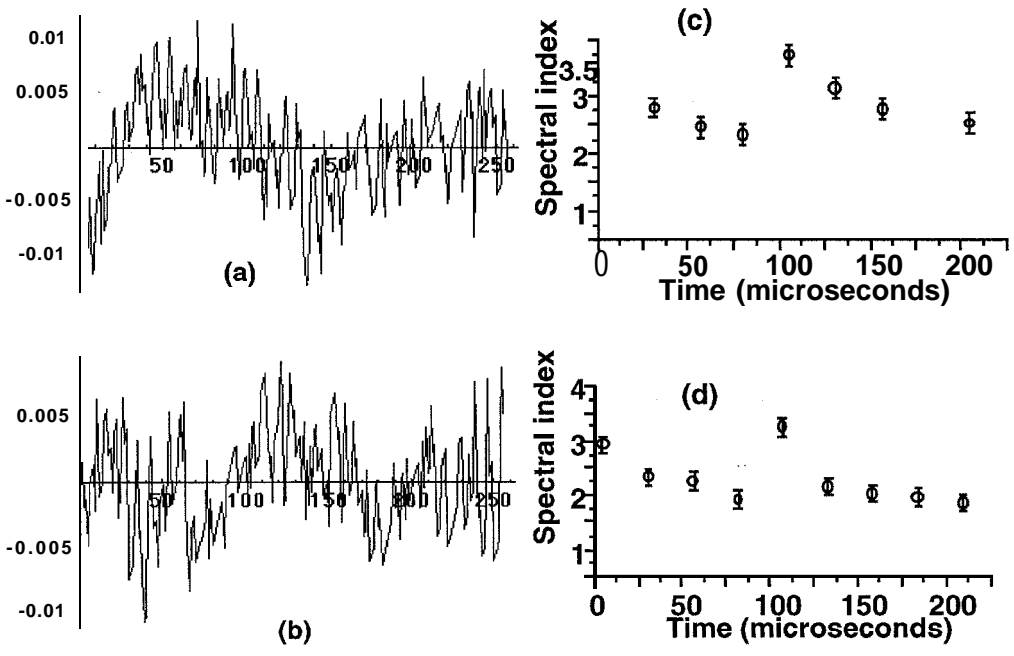 0.01
0.005
50 100 150 200 250
-0.005
-0.01
(a)
(c)
Spectral index
3.5
3
2
1
0 50 100 150 200
Time (microseconds)
0.005
50 100 150 200 250
-0.005
-0.01
(b)
(d)
Spectral index
4
3
2
1
0 50 100 150 200
Time (microseconds)